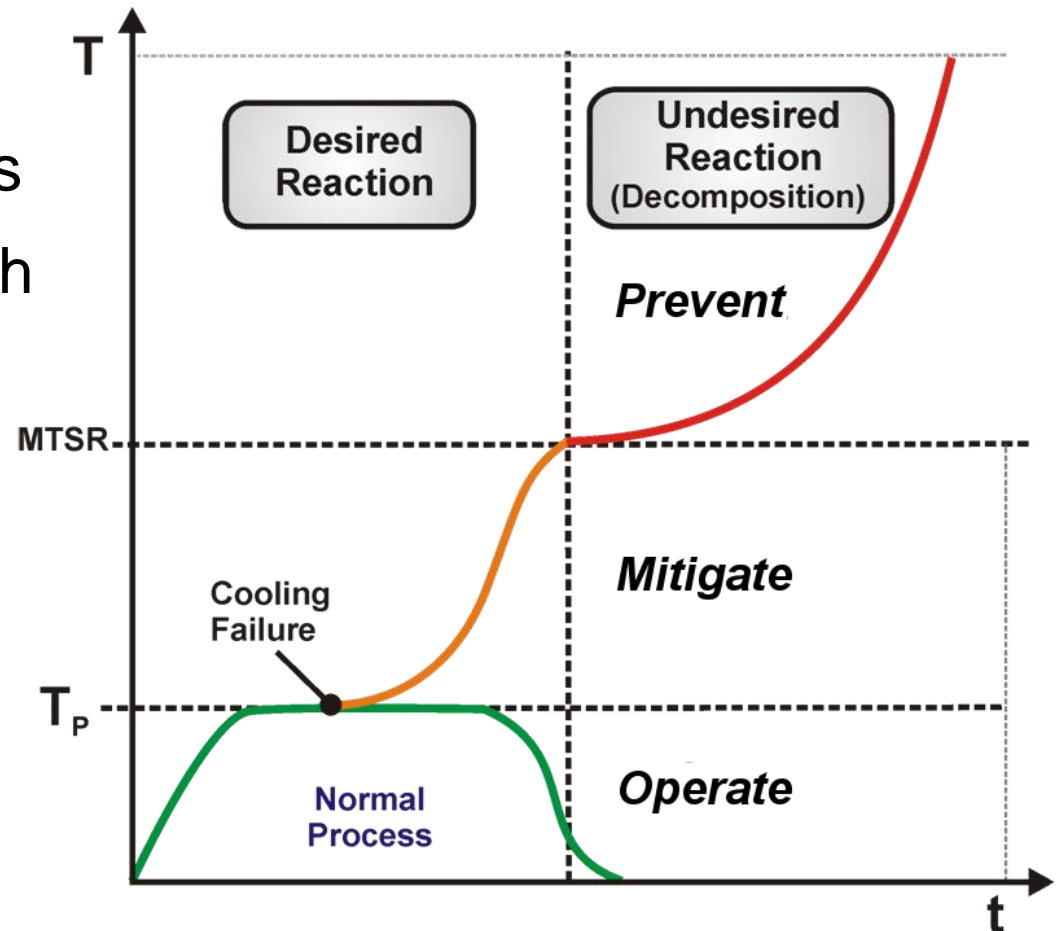 T
s
h
Desired
Reaction
Undesired
Reaction
(Decomposition)
Prevent
MTSR
Mitigate
Cooling
Failure
TP
Operate
Normal
Process
t